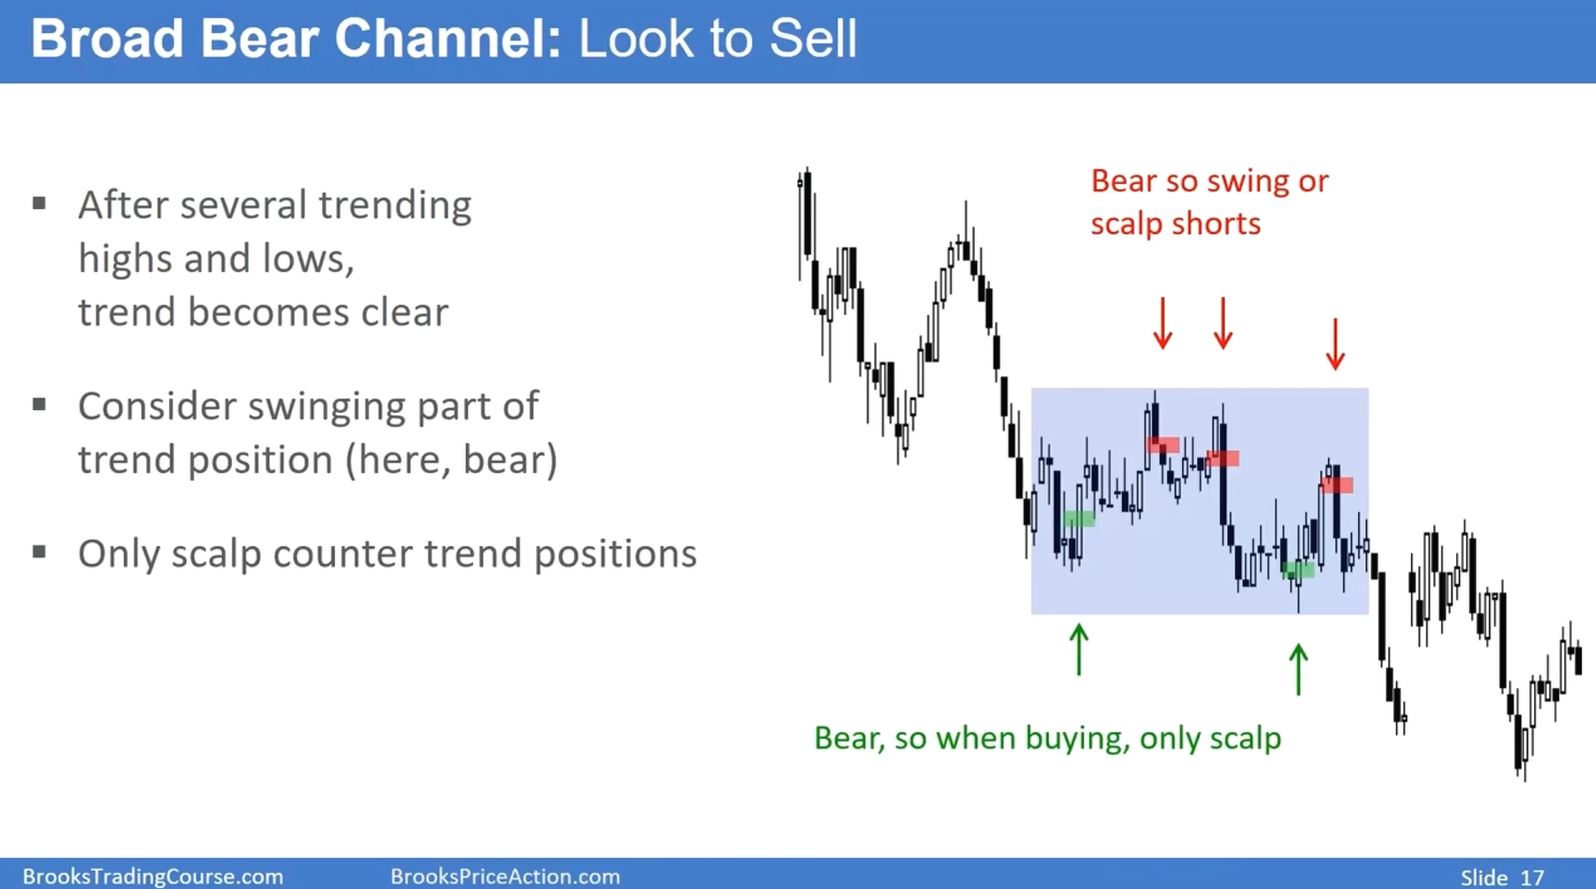 Broad Bear Channel: Look to Sell
▪ After several trending
highs and lows,
trend becomes clear
▪ Consider swinging part of
trend position (here, bear)
▪ Only scalp counter trend positions
Bear so swing or
scalp shorts
Bear, so when buying, only scalp
BrooksTradingCourse.com
BrooksPriceAction.com
Slide 17